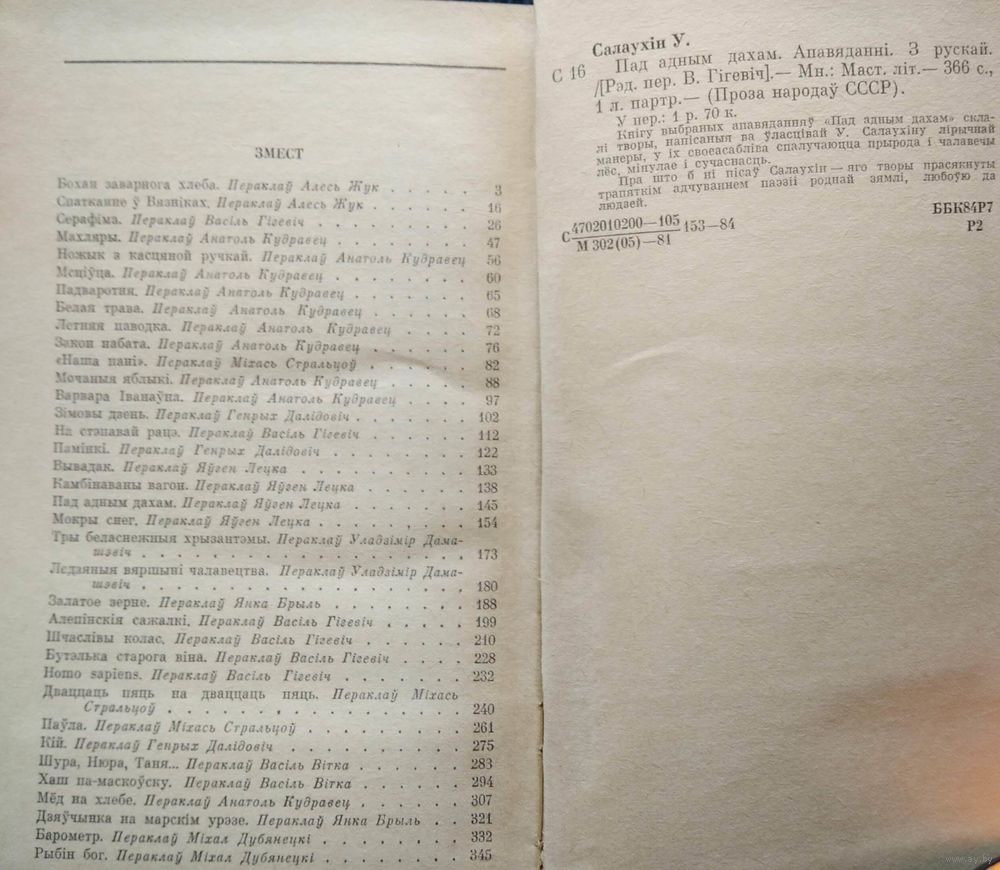 ЗМЕСТ
Бохан заварнога хлеба. Пераклаў Алесь Жук . . . . . 3
Спатканне ў Вязніках. Пераклаў Алесь Жук . . . . . 16
Серафіма. Пераклаў Васіль Гігевіч . . . . . . . . 26
Махляры. Пераклаў Анатоль Кудравец . . . . . . . 47
Ножык з касцяной ручкай. Пераклаў Анатоль Кудравец 56
Мсціўца. Пераклаў Анатоль Кудравец . . . . . . . 60
Падваротня. Пераклаў Анатоль Кудравец . . . . . . 65
Белая трава. Пераклаў Анатоль Кудравец . . . . . 68
Летняя паводка. Пераклаў Анатоль Кудравец . . . . 72
Закон набата. Пераклаў Анатоль Кудравец . . . . . 76
«Наша пані». Пераклаў Міхась Стральцоў . . . . . 82
Мочаныя яблыкі. Пераклаў Анатоль Кудравец . . . . 88
Варвара Іванаўна. Пераклаў Анатоль Кудравец . . . . 97
Зімовы дзень. Пераклаў Генрых Далідовіч . . . . . 102
На стэпавай рацэ. Пераклаў Васіль Гігевіч . . . . . 112
Памінкі. Пераклаў Генрых Далідовіч . . . . . . . 122
Вывадак. Пераклаў Яўген Лецка . . . . . . . . 133
Камбінаваны вагон. Пераклаў Яўген Лецка . . . . . 138
Пад адным дахам. Пераклаў Яўген Лецка . . . . . 145
Мокры снег. Пераклаў Яўген Лецка . . . . . . . 154
Тры беласнежныя хрызантэмы. Пераклаў Уладзімір Дама-
шэвіч . . . . . . . . . . . . . . . . 173
Ледзяныя вяршыні чалавецтва. Пераклаў Уладзімір Дама-
шэвіч . . . . . . . . . . . . . . . . 180
Залатое зерне. Пераклаў Янка Брыль . . . . . . . 188
Алепінскія сажалкі. Пераклаў Васіль Гігевіч . . . . . 199
Шчаслівы колас. Пераклаў Васіль Гігевіч . . . . . 210
Бутэлька старога віна. Пераклаў Васіль Гігевіч . . . . 228
Homo sapiens. Пераклаў Васіль Гігевіч . . . . . . 232
Дваццаць пяць на дваццаць пяць. Пераклаў Міхась
Стральцоў . . . . . . . . . . . . . . 240
Паўла. Пераклаў Міхась Стральцоў . . . . . . . 261
Кій. Пераклаў Генрых Далідовіч . . . . . . . . 275
Шура, Нюра, Таня... Пераклаў Васіль Вітка . . . . . 283
Хаш па-маскоўску. Пераклаў Васіль Вітка . . . . . 294
Мёд на хлебе. Пераклаў Анатоль Кудравец . . . . . 307
Дзяўчынка на марскім урэзе. Пераклаў Янка Брыль . . 321
Барометр. Пераклаў Міхал Дубянецкі . . . . . . . 332
Рыбін бог. Пераклаў Міхал Дубянецкі . . . . . . . 345
Салаухін У.
С 16 Пад адным дахам. Апавяданні. З рускай.
/[Рэд. пер. В. Гігевіч].— Мн.: Маст. літ.— 366 с.,
1 л. партр.— (Проза народаў СССР).
У пер.: 1 р. 70 к.
Кнігу выбраных апавяданняў «Пад адным дахам» скла-
лі творы, напісаныя ва ўласцівай У. Салаухіну лірычнай
манеры, у іх своеасабліва спалучаюцца прырода і чалавечы
лёс, мінулае і сучаснасць.
Пра што б ні пісаў Салаухін — яго творы прасякнуты
трапяткім адчуваннем паэзіі роднай зямлі, любоўю да
людзей.
С 4702010200—105 153—84
М 302(05)—81
ББК84Р7
Р2
www.ay.by